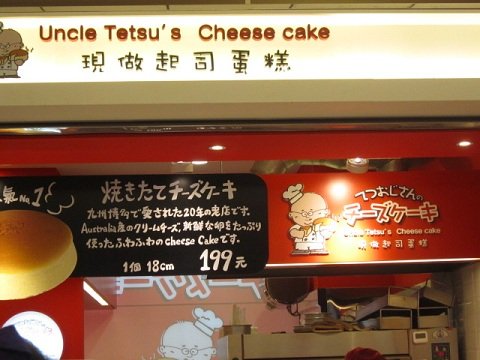 Uncle Tetsu's Cheese cake
現做起司蛋糕
人氣No.1
焼きたてチーズケーキ
九州博多で愛された20年の老店です。
Australia産のクリームチーズ、新鮮な卵をたっぷり
使ったふわふわのcheese cakeです。
1個 18cm 199元
てつおじさんの
チーズケーキ
Uncle Tetsu's Cheese cake
現做起司蛋糕